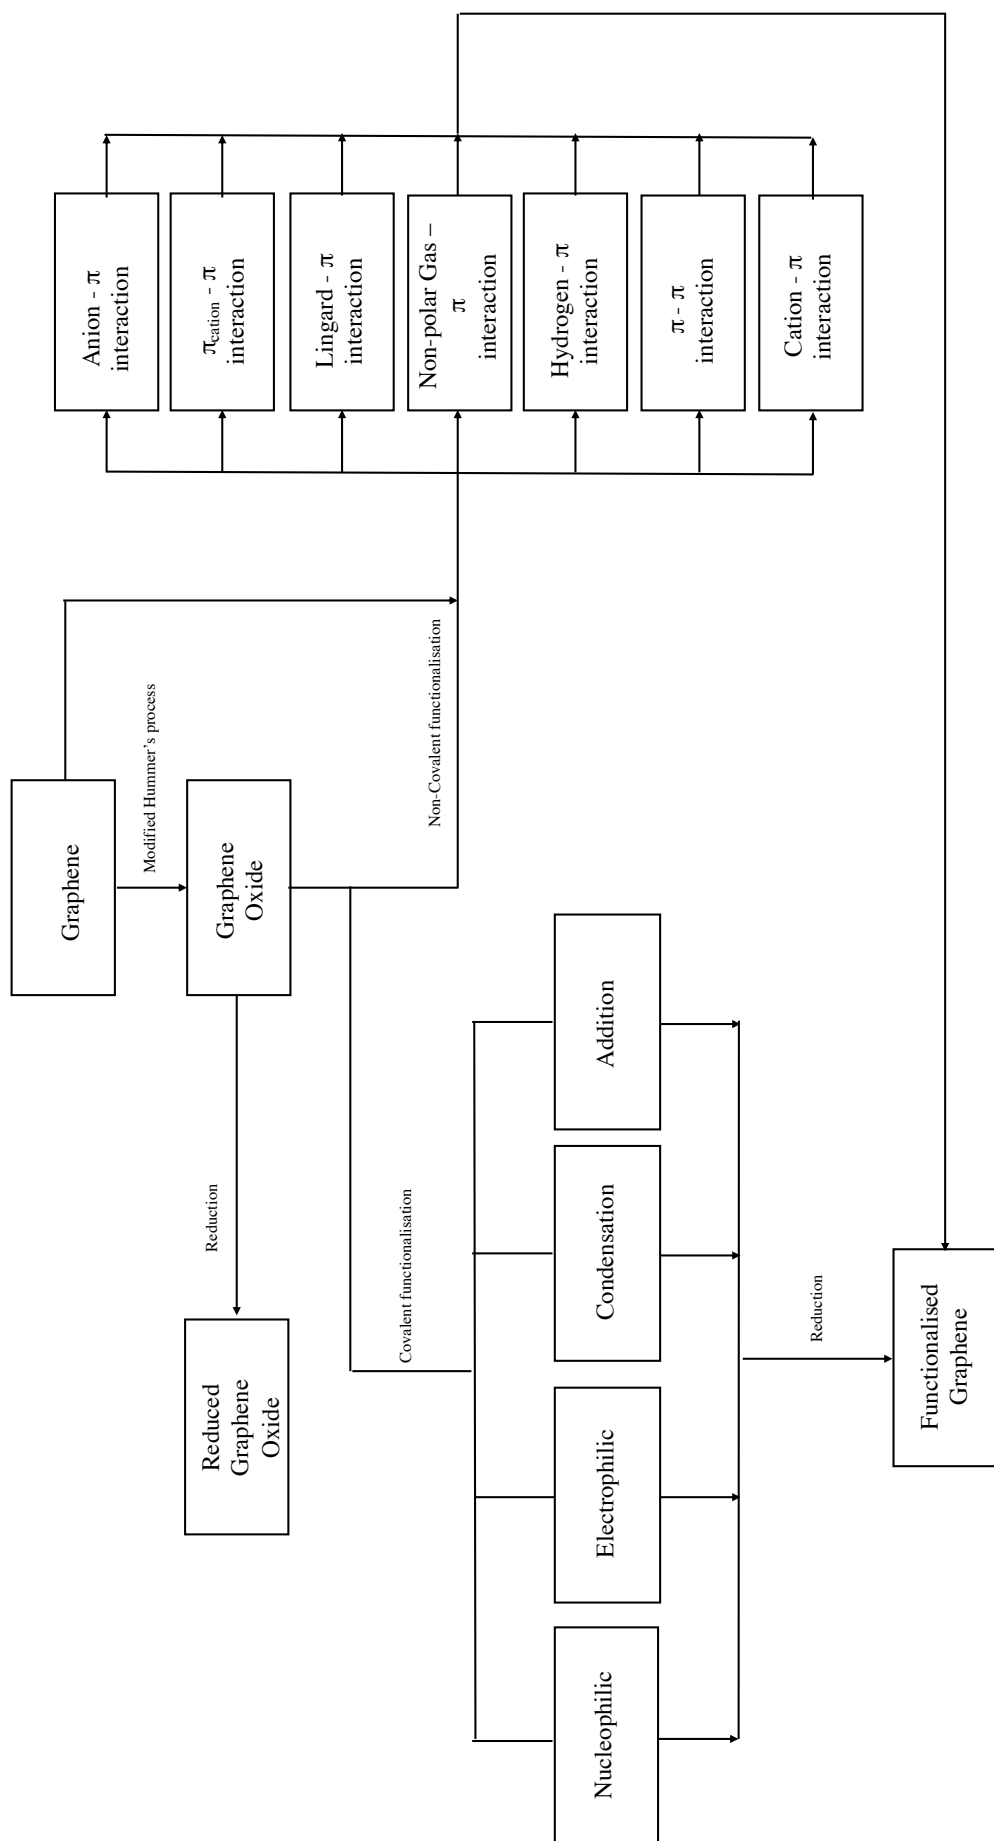 Graphene
Modified Hummer's process
Graphene
Oxide
Reduction
Reduced
Graphene
Oxide
Covalent functionalisation
Non-Covalent functionalisation
Nucleophilic
Electrophilic
Condensation
Addition
Reduction
Functionalised
Graphene
Anion - π
interaction
πcation - π
interaction
Lingard - π
interaction
Non-polar Gas –
π
interaction
Hydrogen - π
interaction
π - π
interaction
Cation - π
interaction